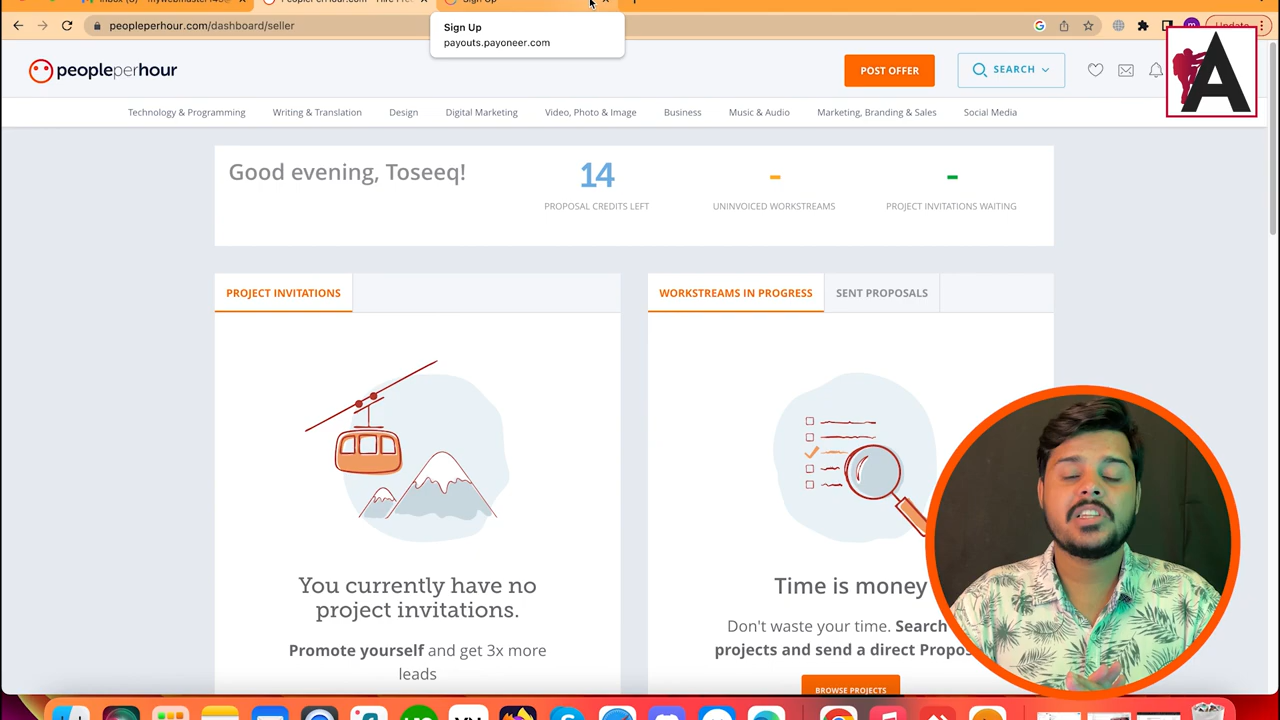 Sign Up
Update
peopleperhour.com/dashboard/seller
Sign Up
payouts.payoneer.com
peopleperhour
POST OFFER
SEARCH
A
Technology & Programming Writing & Translation Design Digital Marketing Video, Photo & Image Business Music & Audio Marketing, Branding & Sales Social Media
Good evening, Toseeq!
14
PROPOSAL CREDITS LEFT
-
UNINVOICED WORKSTREAMS
-
PROJECT INVITATIONS WAITING
PROJECT INVITATIONS
WORKSTREAMS IN PROGRESS
SENT PROPOSALS
You currently have no
project invitations.
Promote yourself and get 3x more
leads
Time is money
Don't waste your time. Search
projects and send a direct
BROWSE PROJECTS